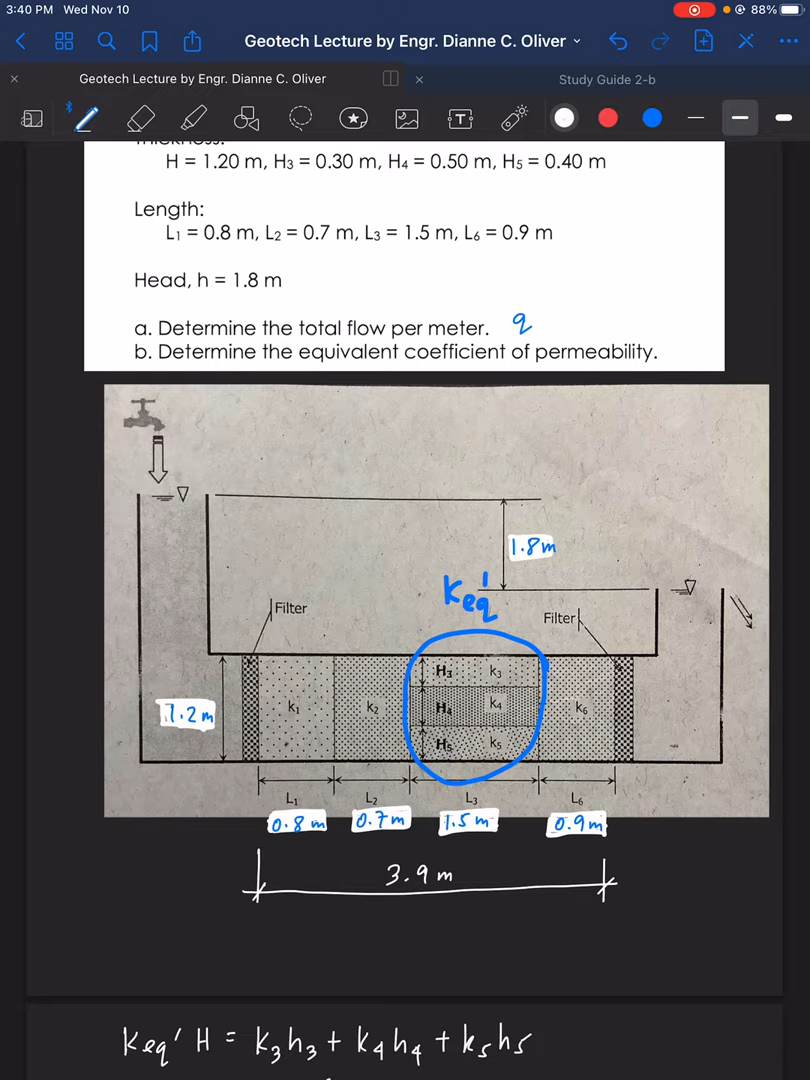 3:40 PM Wed Nov 10
88%
Geotech Lecture by Engr. Dianne C. Oliver
Geotech Lecture by Engr. Dianne C. Oliver
Study Guide 2-b
H = 1.20 m, H3 = 0.30 m, H4 = 0.50 m, H5 = 0.40 m
Length:
L1 = 0.8 m, L2 = 0.7 m, L3 = 1.5 m, L6 = 0.9 m
Head, h = 1.8 m
a. Determine the total flow per meter. q
b. Determine the equivalent coefficient of permeability.
1.8m
Keq'
Filter
Filter
H3 k3
1.2m k1 k2 H4 k4 k6
H5 k5
L1 L2 L3 L6
0.8 m 0.7 m 1.5 m 0.9 m
3.9 m
Keq' H = k3h3 + k4h4 + k5h5